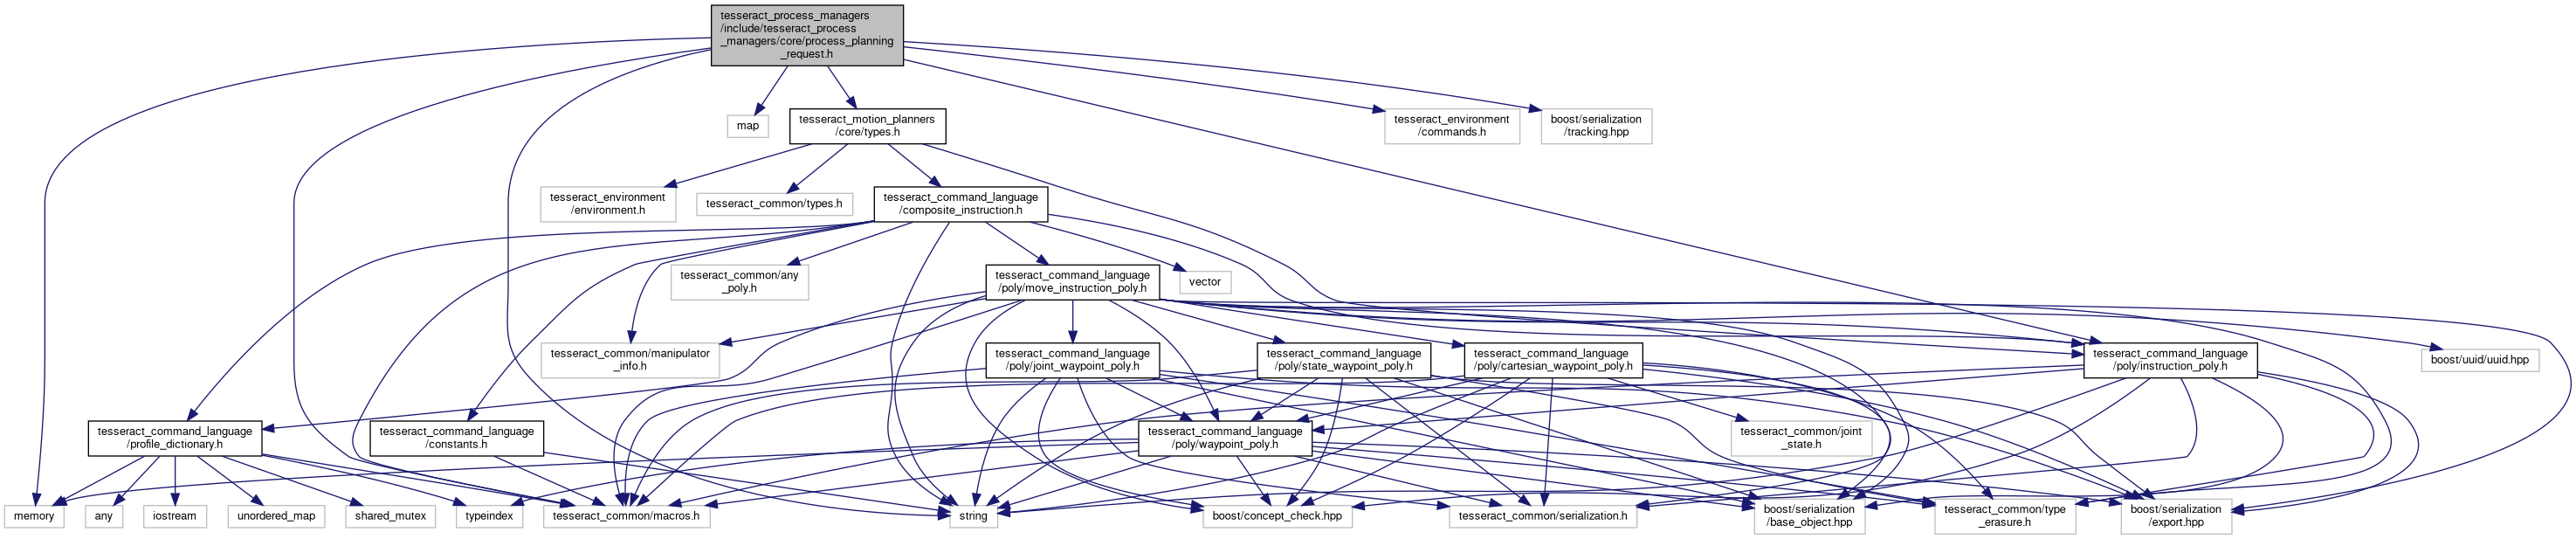 tesseract_process_managers
/include/tesseract_process
_managers/core/process_planning
_request.h
map
tesseract_motion_planners
/core/types.h
tesseract_environment
/commands.h
boost/serialization
/tracking.hpp
tesseract_environment
/environment.h
tesseract_common/types.h
tesseract_command_language
/composite_instruction.h
tesseract_common/any
_poly.h
tesseract_command_language
/poly/move_instruction_poly.h
vector
tesseract_common/manipulator
_info.h
tesseract_command_language
/poly/joint_waypoint_poly.h
tesseract_command_language
/poly/state_waypoint_poly.h
tesseract_command_language
/poly/cartesian_waypoint_poly.h
tesseract_command_language
/poly/instruction_poly.h
boost/uuid/uuid.hpp
tesseract_command_language
/profile_dictionary.h
tesseract_command_language
/constants.h
tesseract_command_language
/poly/waypoint_poly.h
tesseract_common/joint
_state.h
memory
any
iostream
unordered_map
shared_mutex
typeindex
tesseract_common/macros.h
string
boost/concept_check.hpp
tesseract_common/serialization.h
boost/serialization
/base_object.hpp
tesseract_common/type
_erasure.h
boost/serialization
/export.hpp